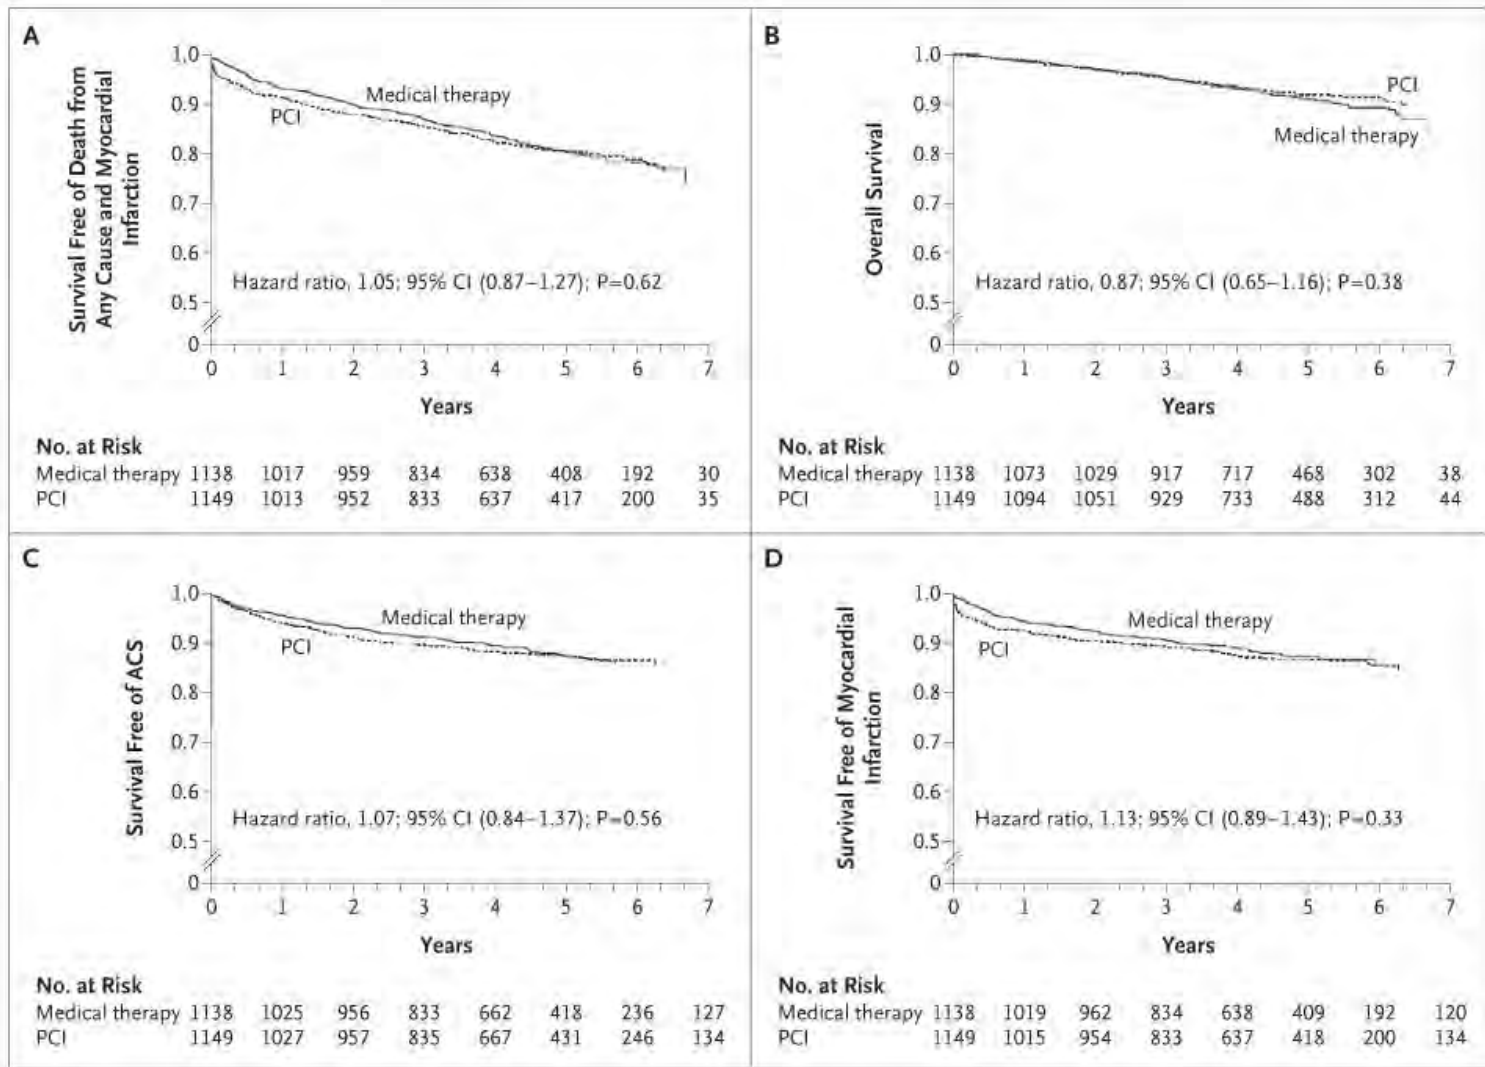 A
Survival Free of Death from
Any Cause and Myocardial
Infarction
1.0
0.9
0.8
0.7
0.6
0.5
0
Medical therapy
PCI
Hazard ratio, 1.05; 95% CI (0.87–1.27); P=0.62
0 1 2 3 4 5 6 7
Years
No. at Risk
Medical therapy 1138 1017 959 834 638 408 192 30
PCI 1149 1013 952 833 637 417 200 35
B
Overall Survival
1.0
0.9
0.8
0.7
0.6
0.5
0
PCI
Medical therapy
Hazard ratio, 0.87; 95% CI (0.65–1.16); P=0.38
0 1 2 3 4 5 6 7
Years
No. at Risk
Medical therapy 1138 1073 1029 917 717 468 302 38
PCI 1149 1094 1051 929 733 488 312 44
C
Survival Free of ACS
1.0
0.9
0.8
0.7
0.6
0.5
0
Medical therapy
PCI
Hazard ratio, 1.07; 95% CI (0.84–1.37); P=0.56
0 1 2 3 4 5 6 7
Years
No. at Risk
Medical therapy 1138 1025 956 833 662 418 236 127
PCI 1149 1027 957 835 667 431 246 134
D
Survival Free of Myocardial
Infarction
1.0
0.9
0.8
0.7
0.6
0.5
0
Medical therapy
PCI
Hazard ratio, 1.13; 95% CI (0.89–1.43); P=0.33
0 1 2 3 4 5 6 7
Years
No. at Risk
Medical therapy 1138 1019 962 834 638 409 192 120
PCI 1149 1015 954 833 637 418 200 134